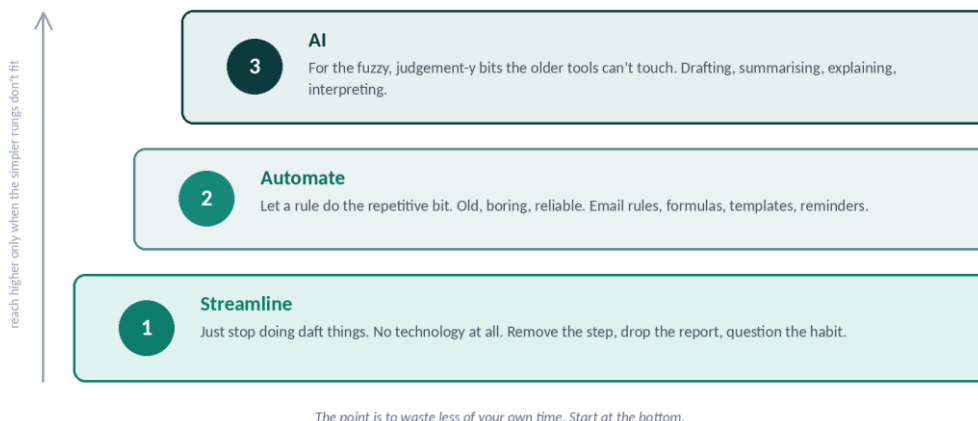 3
AI
For the fuzzy, judgement-y bits the older tools can't touch. Drafting, summarising, explaining,
interpreting.
2
Automate
Let a rule do the repetitive bit. Old, boring, reliable. Email rules, formulas, templates, reminders.
1
Streamline
Just stop doing daft things. No technology at all. Remove the step, drop the report, question the habit.
reach higher only when the simpler rungs don't fit
The point is to waste less of your own time. Start at the bottom.